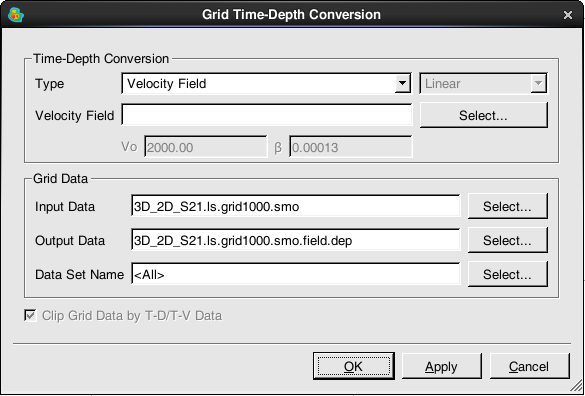 Grid Time-Depth Conversion
Time-Depth Conversion
Type Velocity Field Linear
Velocity Field Select...
Vo 2000.00 β 0.00013
Grid Data
Input Data 3D_2D_S21.ls.grid1000.smo Select...
Output Data 3D_2D_S21.ls.grid1000.smo.field.dep Select...
Data Set Name <All> Select...
Clip Grid Data by T-D/T-V Data
OK Apply Cancel